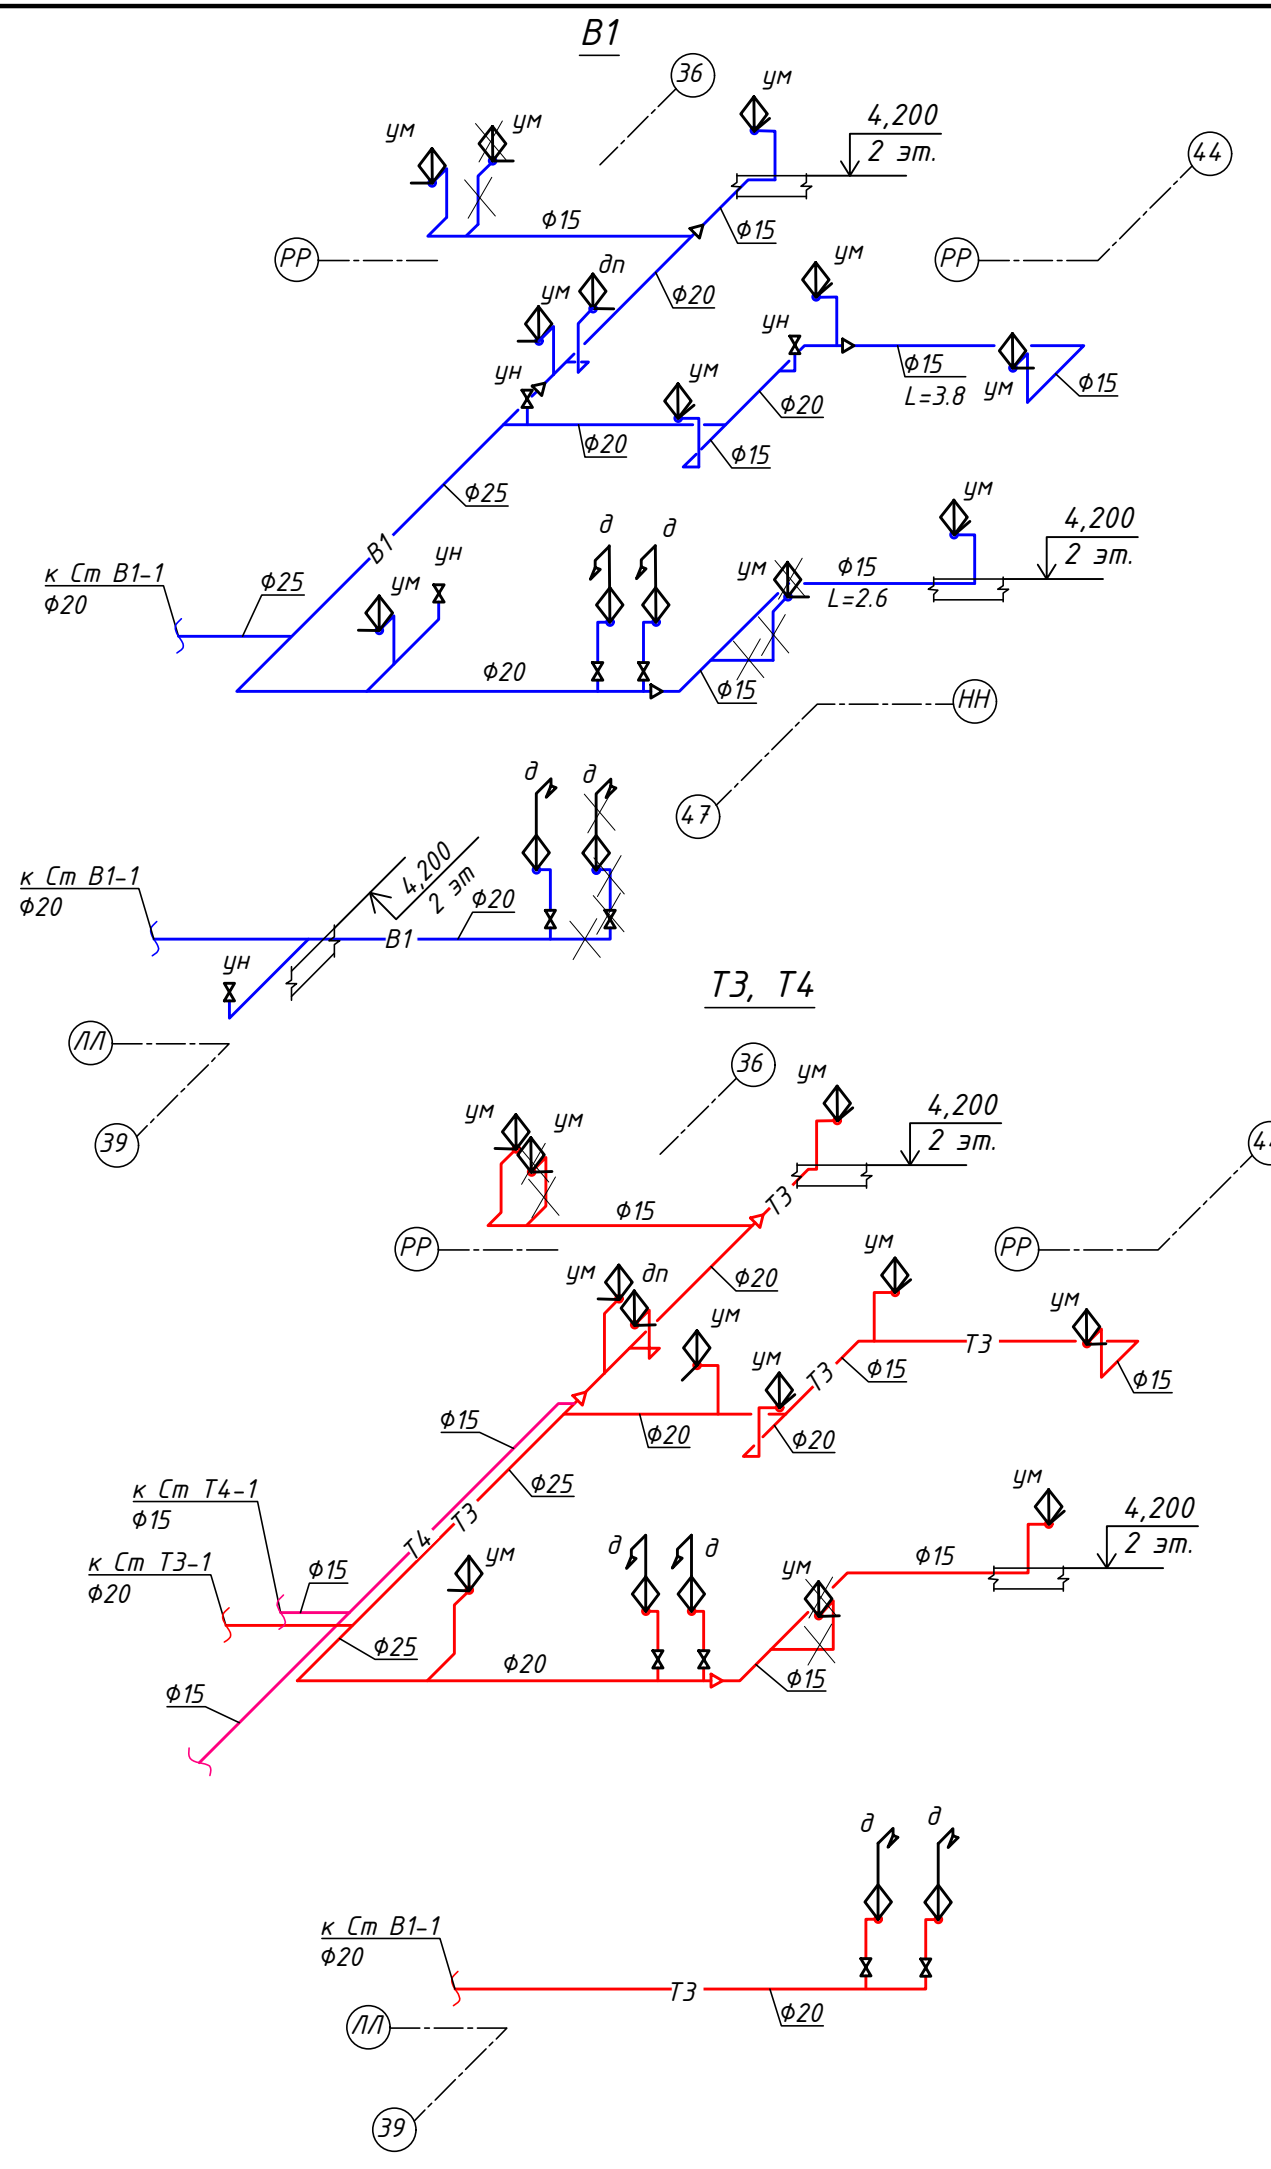 В1
36
ум
ум
ум
4,200
2 эт.
44
ф15
ф15
РР
РР
дп
ум
ф20
ум
ун
ун
ум
ф15
L=3.8
ум
ф15
ф20
ф20
ф15
ф25
ум
4,200
2 эт.
В1
д
д
ун
к Ст В1-1
ф20
ф25
ум
ум
ф15
L=2.6
ф20
ф15
НН
47
д
д
4,200
2 эт
к Ст В1-1
ф20
ф20
В1
ун
Т3, Т4
ЛЛ
39
36
ум
ум
ум
4,200
2 эт.
44
Т3
ф15
РР
РР
ум
ум
дп
ф20
ум
ум
ум
Т3
Т3
ф15
ф15
ф15
ф20
ф20
ф25
ум
к Ст Т4-1
ф15
4,200
2 эт.
Т4
Т3
к Ст Т3-1
ф20
ф15
ум
д
д
ум
ф15
ф25
ф20
ф15
ф15
д
д
к Ст В1-1
ф20
Т3
ф20
ЛЛ
39